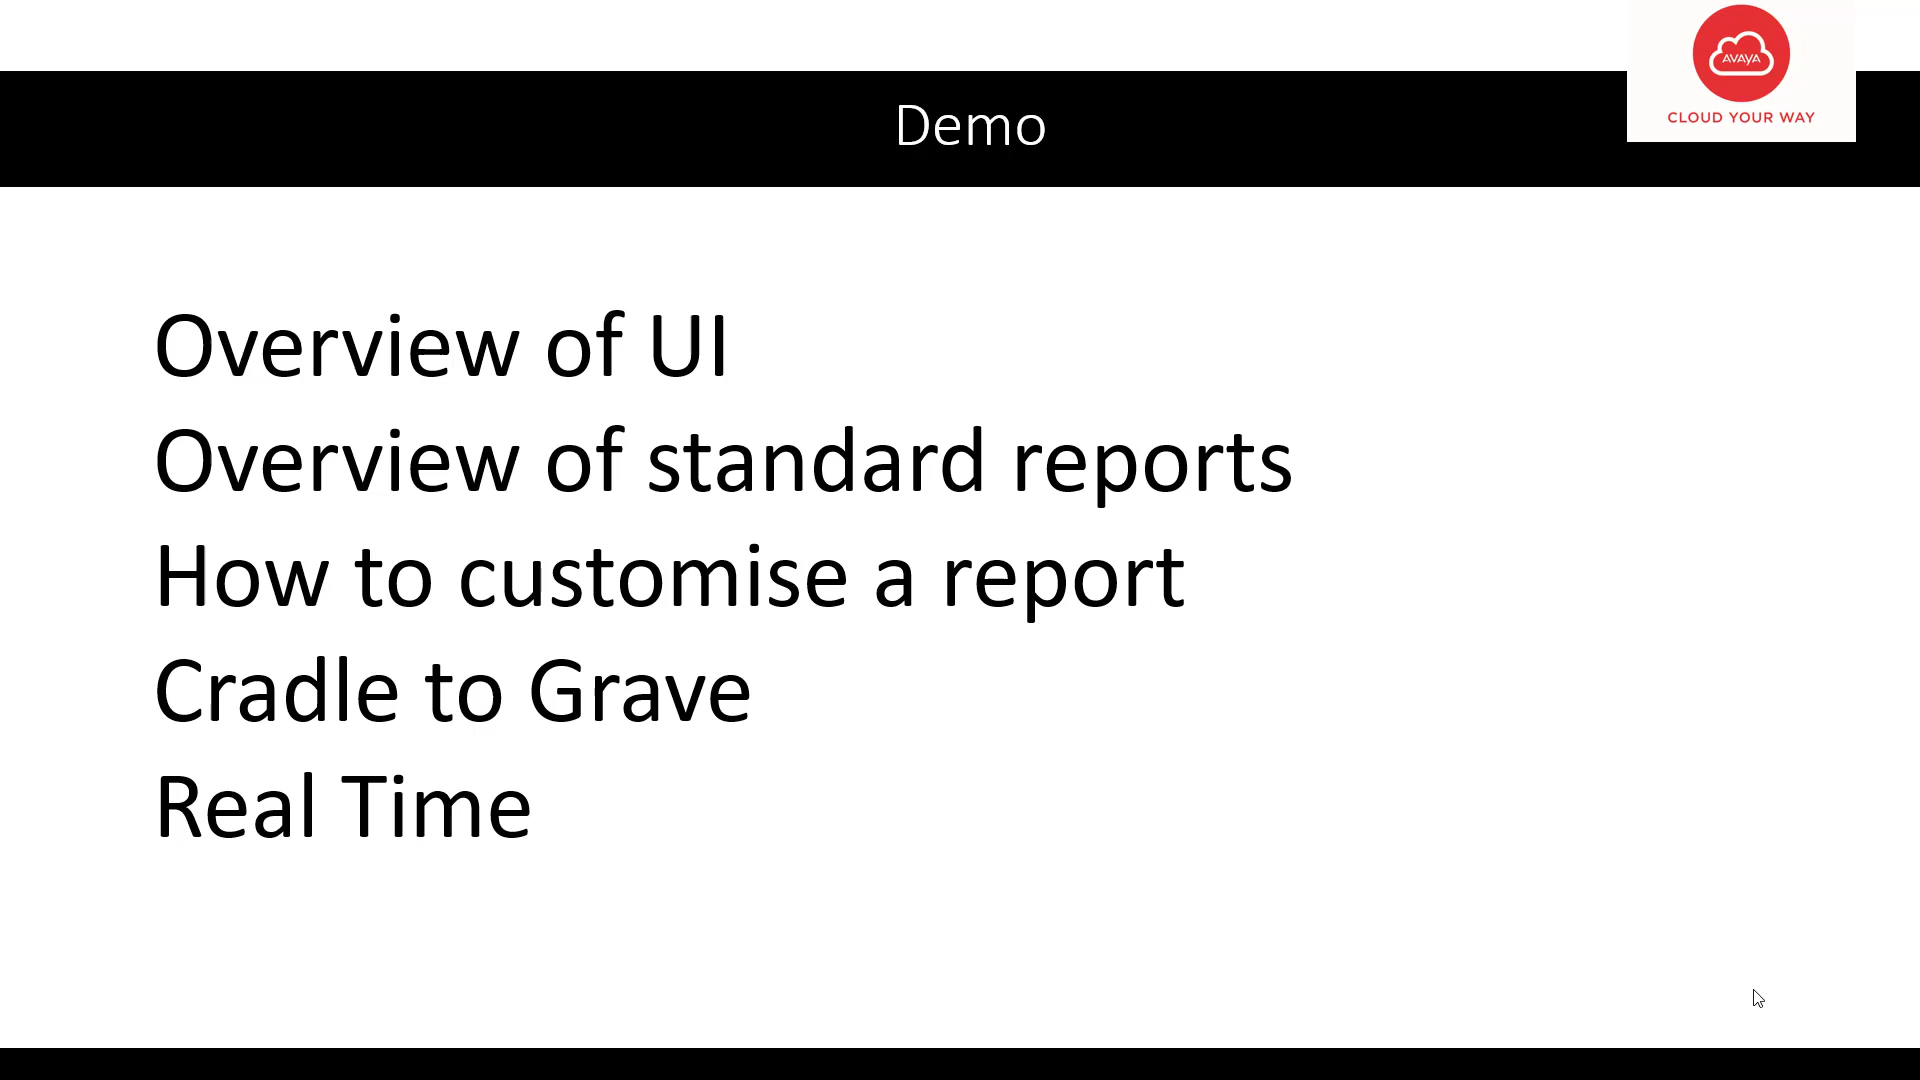 Demo
AVAYA
CLOUD YOUR WAY
Overview of UI
Overview of standard reports
How to customise a report
Cradle to Grave
Real Time